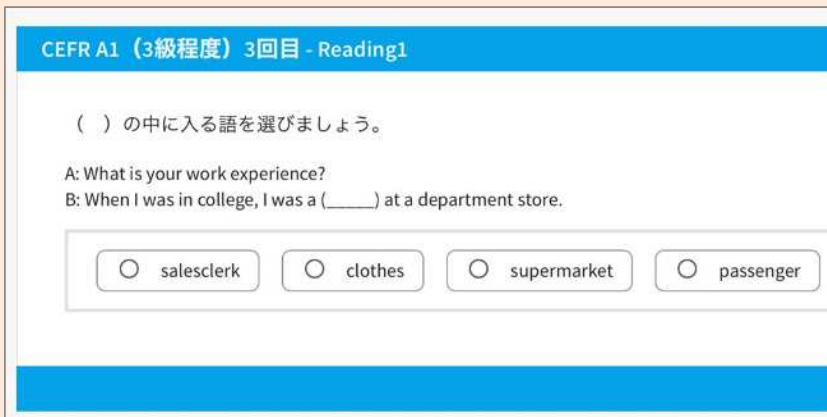 CEFR A1（3級程度）3回目 - Reading1
（　）の中に入る語を選びましょう。
A: What is your work experience?
B: When I was in college, I was a (_____) at a department store.
salesclerk
clothes
supermarket
passenger